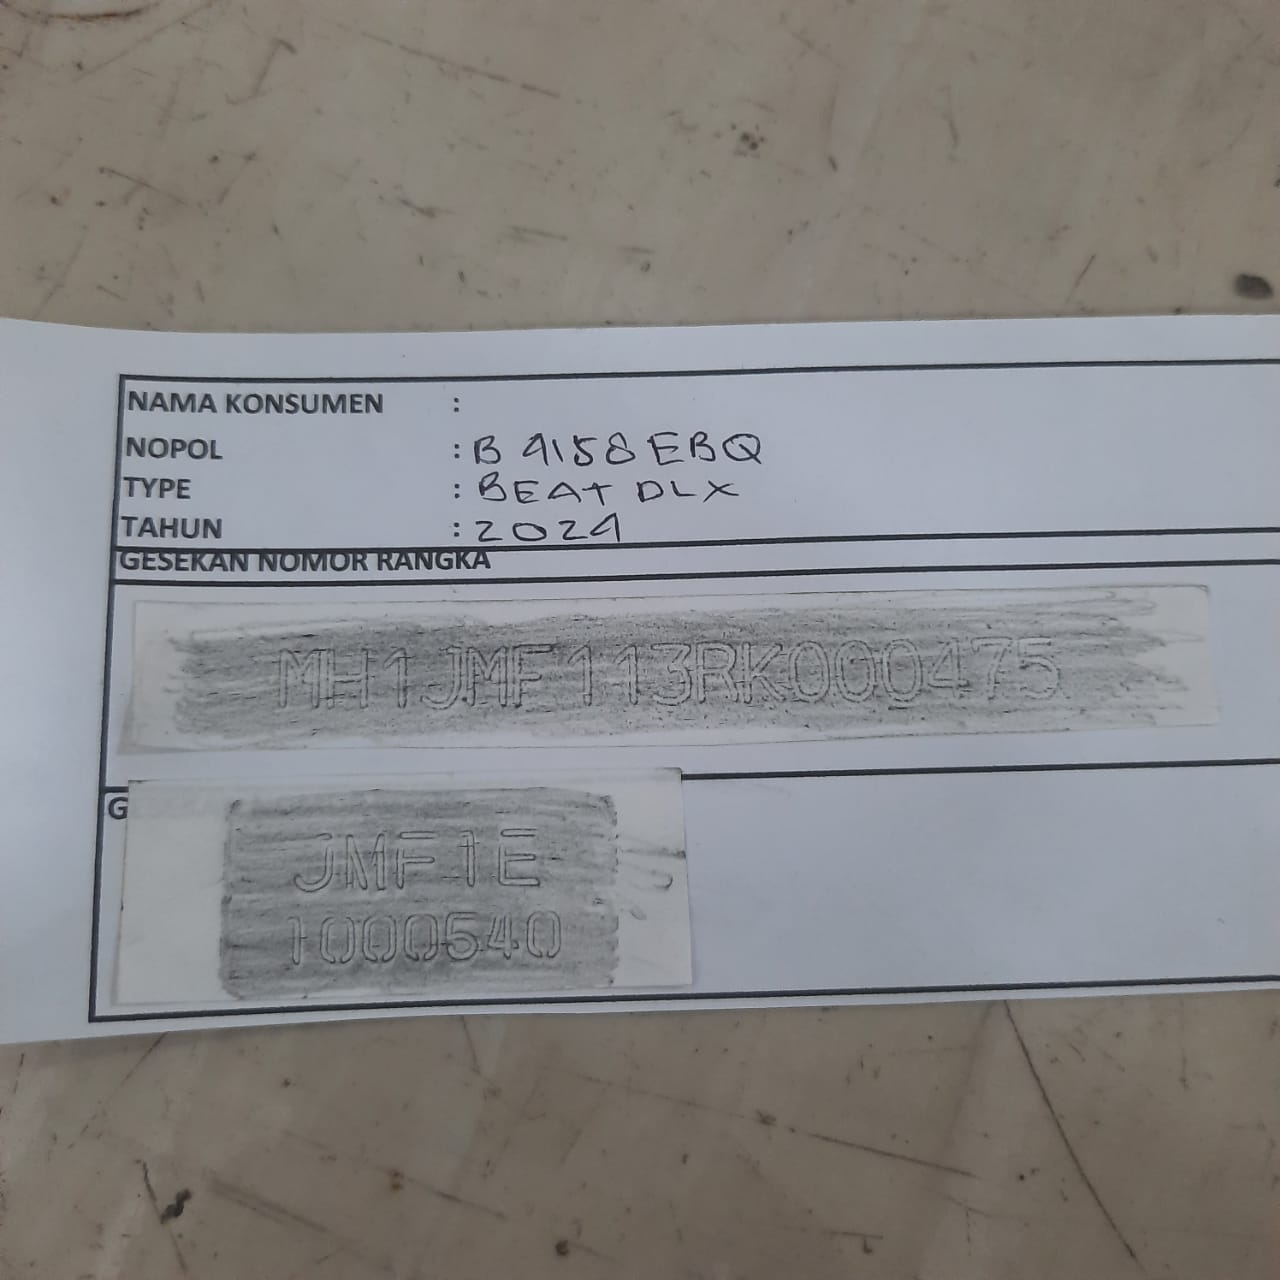 NAMA KONSUMEN :
NOPOL : B 4158 EBQ
TYPE : BEAT DLX
TAHUN : 2024
GESEKAN NOMOR RANGKA
MH1JMF113RK000475
G
JMF1E
1000540